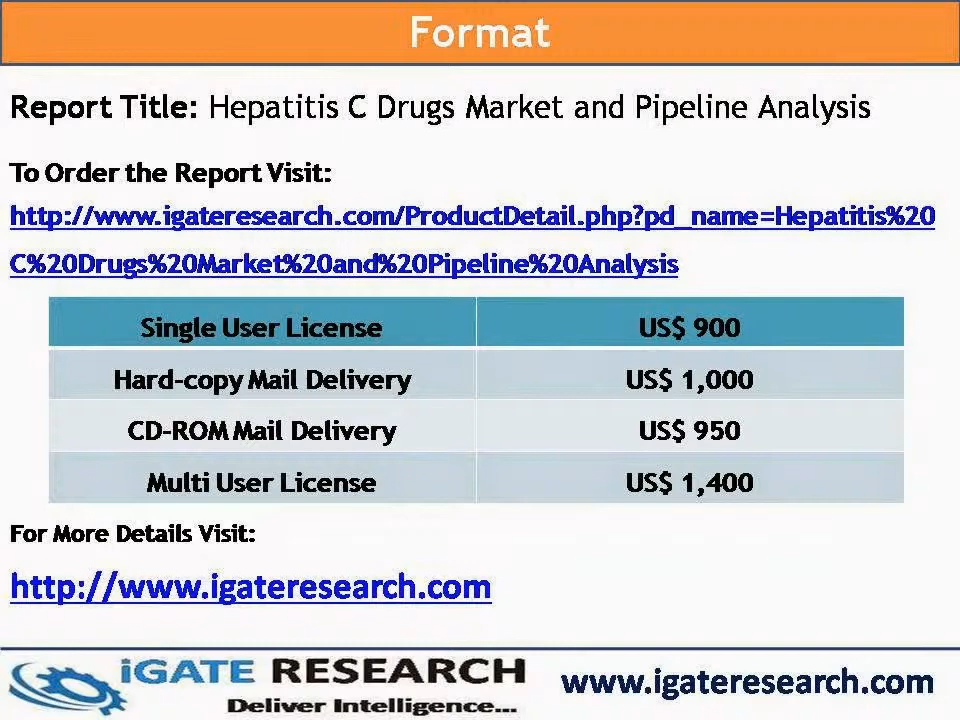 Format
Report Title: Hepatitis C Drugs Market and Pipeline Analysis
To Order the Report Visit:
http://www.igateresearch.com/ProductDetail.php?pd_name=Hepatitis%20
C%20Drugs%20Market%20and%20Pipeline%20Analysis
Single User License US$ 900
Hard-copy Mail Delivery US$ 1,000
CD-ROM Mail Delivery US$ 950
Multi User License US$ 1,400
For More Details Visit:
http://www.igateresearch.com
iGATE RESEARCH
Deliver Intelligence...
www.igateresearch.com